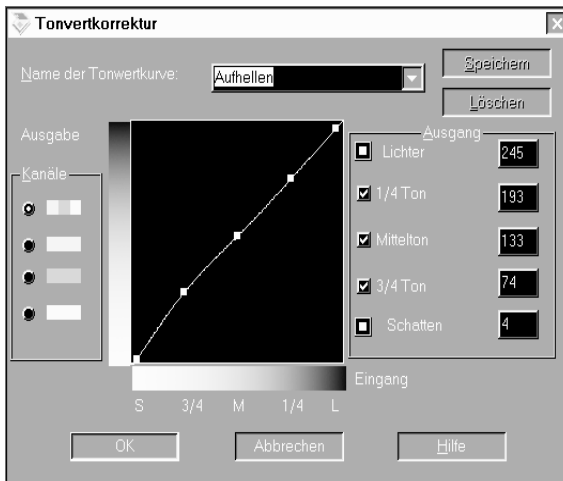 Tonvertkorrektur
Name der Tonwertkurve: Aufhellen
Speichern
Löschen
Ausgabe
Kanäle
Ausgang
Lichter 245
1/4 Ton 193
Mittelton 133
3/4 Ton 74
Schatten 4
Eingang
S 3/4 M 1/4 L
OK Abbrechen Hilfe